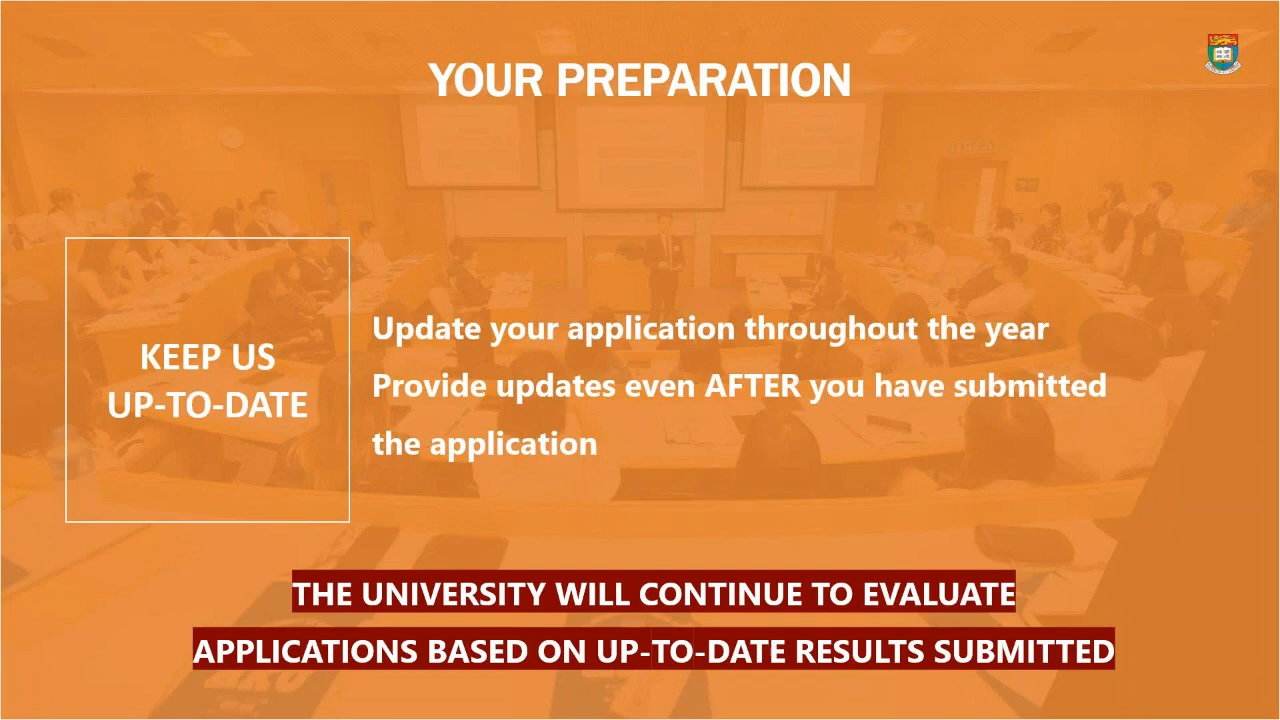 YOUR PREPARATION
KEEP US
UP-TO-DATE
Update your application throughout the year
Provide updates even AFTER you have submitted
the application
THE UNIVERSITY WILL CONTINUE TO EVALUATE
APPLICATIONS BASED ON UP-TO-DATE RESULTS SUBMITTED